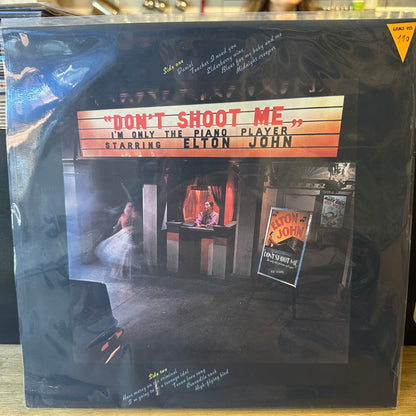 110
Side one
Daniel
Teacher I need you
Elderberry wine
Blues for my baby and me
Midnight creeper
"DON'T SHOOT ME„
I'M ONLY THE PIANO PLAYER
STARRING ELTON JOHN
ELTON
JOHN
DON'T SHOOT ME
Side two
Have mercy on the criminal
I'm going to be a teenage idol
Texan love song
Crocodile rock
High flying bird